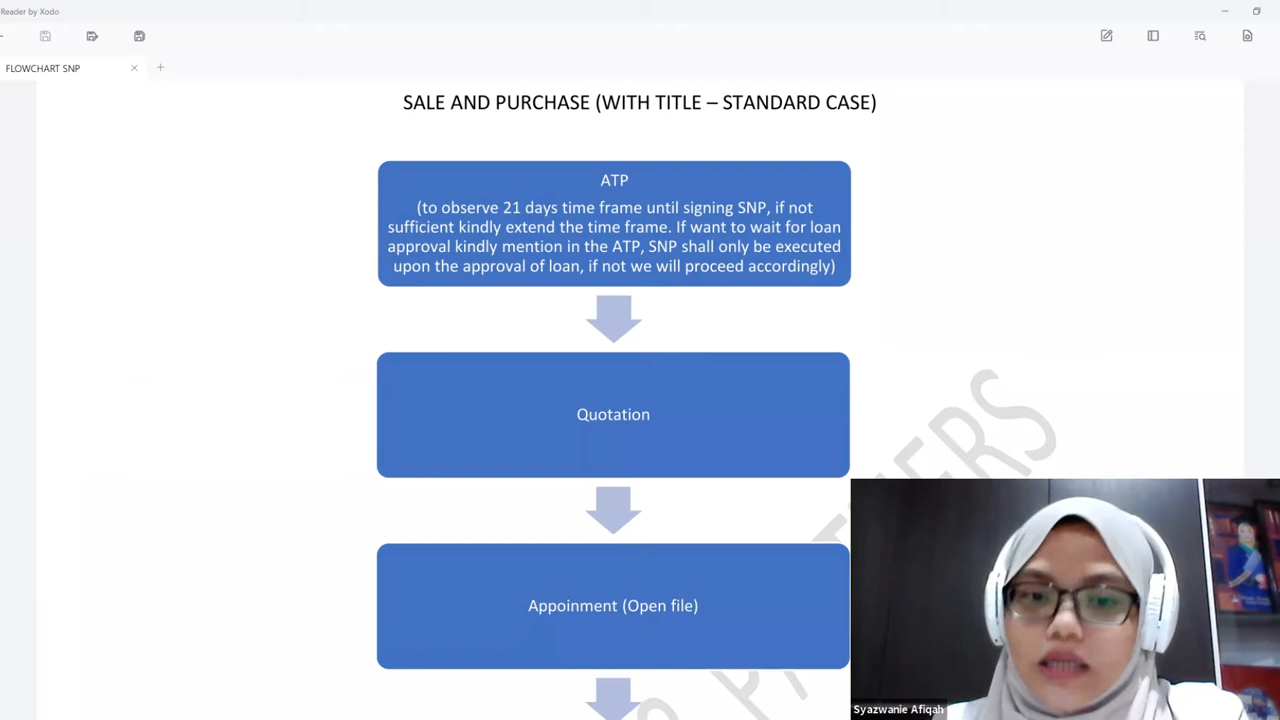 Reader by Xodo
FLOWCHART SNP
SALE AND PURCHASE (WITH TITLE – STANDARD CASE)
ATP
(to observe 21 days time frame until signing SNP, if not
sufficient kindly extend the time frame. If want to wait for loan
approval kindly mention in the ATP, SNP shall only be executed
upon the approval of loan, if not we will proceed accordingly)
Quotation
Appoinment (Open file)
Syazwanie Afiqah